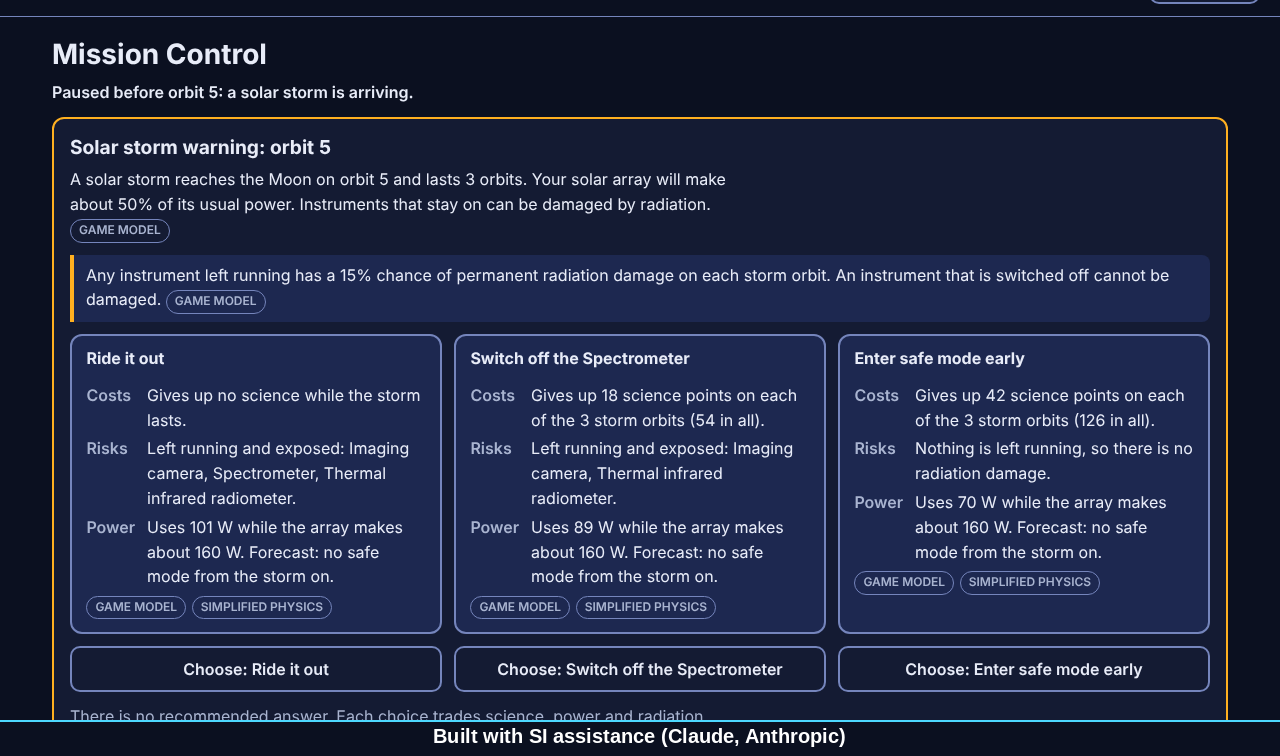 Mission Control
Paused before orbit 5: a solar storm is arriving.
Solar storm warning: orbit 5
A solar storm reaches the Moon on orbit 5 and lasts 3 orbits. Your solar array will make
about 50% of its usual power. Instruments that stay on can be damaged by radiation.
GAME MODEL
Any instrument left running has a 15% chance of permanent radiation damage on each storm orbit. An instrument that is switched off cannot be
damaged. GAME MODEL
Ride it out
Costs Gives up no science while the storm
lasts.
Risks Left running and exposed: Imaging
camera, Spectrometer, Thermal
infrared radiometer.
Power Uses 101 W while the array makes
about 160 W. Forecast: no safe
mode from the storm on.
GAME MODEL SIMPLIFIED PHYSICS
Choose: Ride it out
Switch off the Spectrometer
Costs Gives up 18 science points on each
of the 3 storm orbits (54 in all).
Risks Left running and exposed: Imaging
camera, Thermal infrared
radiometer.
Power Uses 89 W while the array makes
about 160 W. Forecast: no safe
mode from the storm on.
GAME MODEL SIMPLIFIED PHYSICS
Choose: Switch off the Spectrometer
Enter safe mode early
Costs Gives up 42 science points on each
of the 3 storm orbits (126 in all).
Risks Nothing is left running, so there is no
radiation damage.
Power Uses 70 W while the array makes
about 160 W. Forecast: no safe
mode from the storm on.
GAME MODEL SIMPLIFIED PHYSICS
Choose: Enter safe mode early
There is no recommended answer. Each choice trades science, power and radiation
Built with SI assistance (Claude, Anthropic)